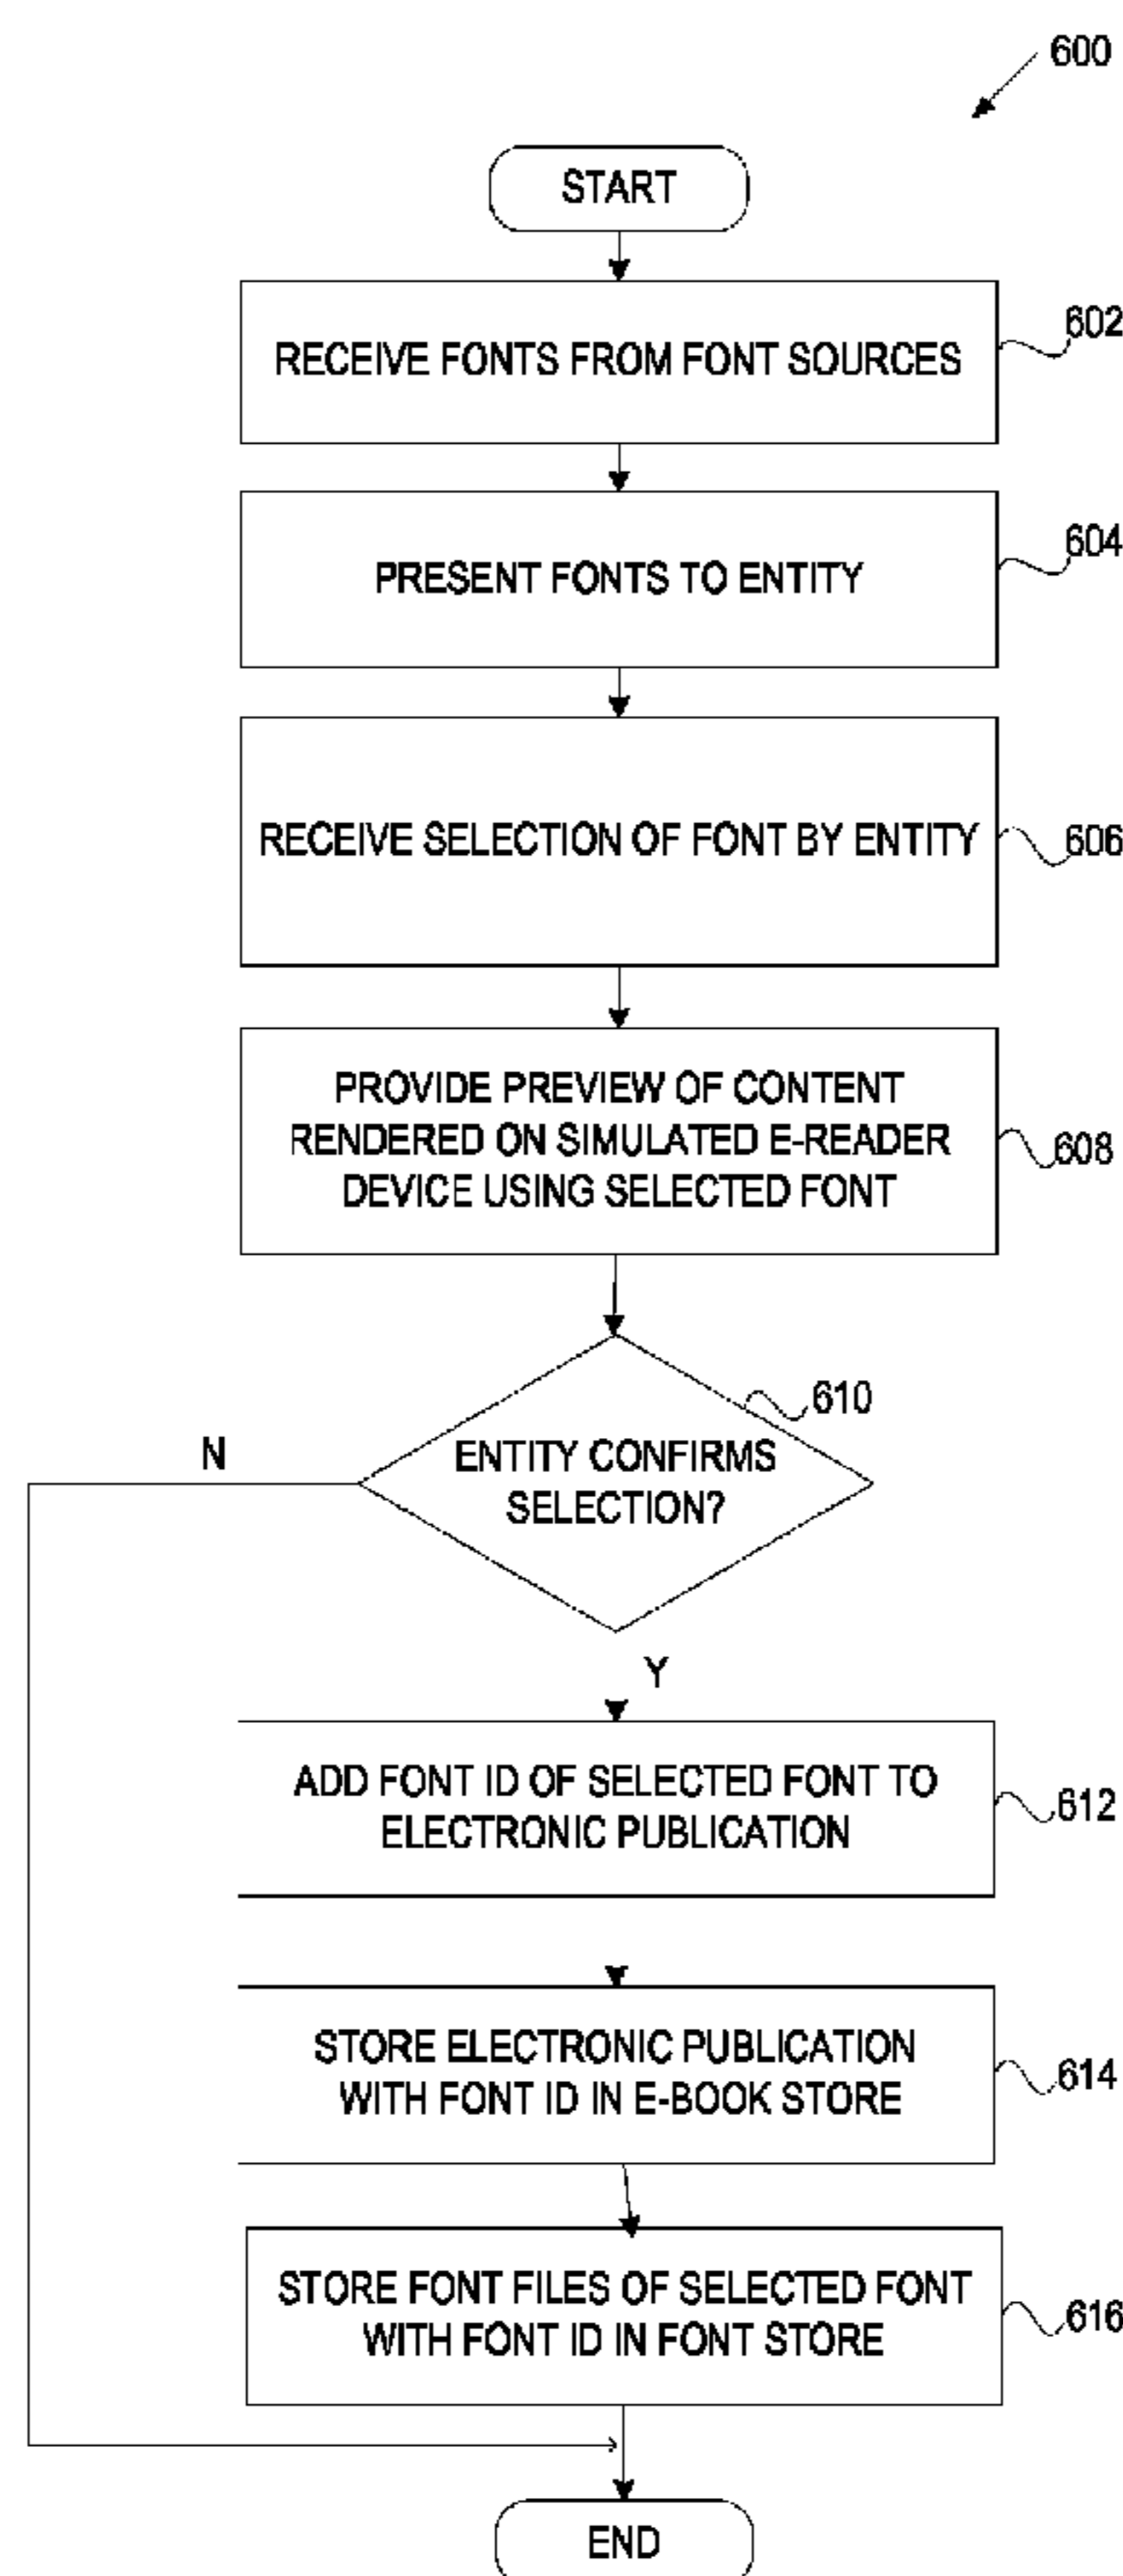 600
START
RECEIVE FONTS FROM FONT SOURCES
602
PRESENT FONTS TO ENTITY
604
RECEIVE SELECTION OF FONT BY ENTITY
606
PROVIDE PREVIEW OF CONTENT
RENDERED ON SIMULATED E-READER
DEVICE USING SELECTED FONT
608
610
ENTITY CONFIRMS
SELECTION?
N
Y
ADD FONT ID OF SELECTED FONT TO
ELECTRONIC PUBLICATION
612
STORE ELECTRONIC PUBLICATION
WITH FONT ID IN E-BOOK STORE
614
STORE FONT FILES OF SELECTED FONT
WITH FONT ID IN FONT STORE
616
END